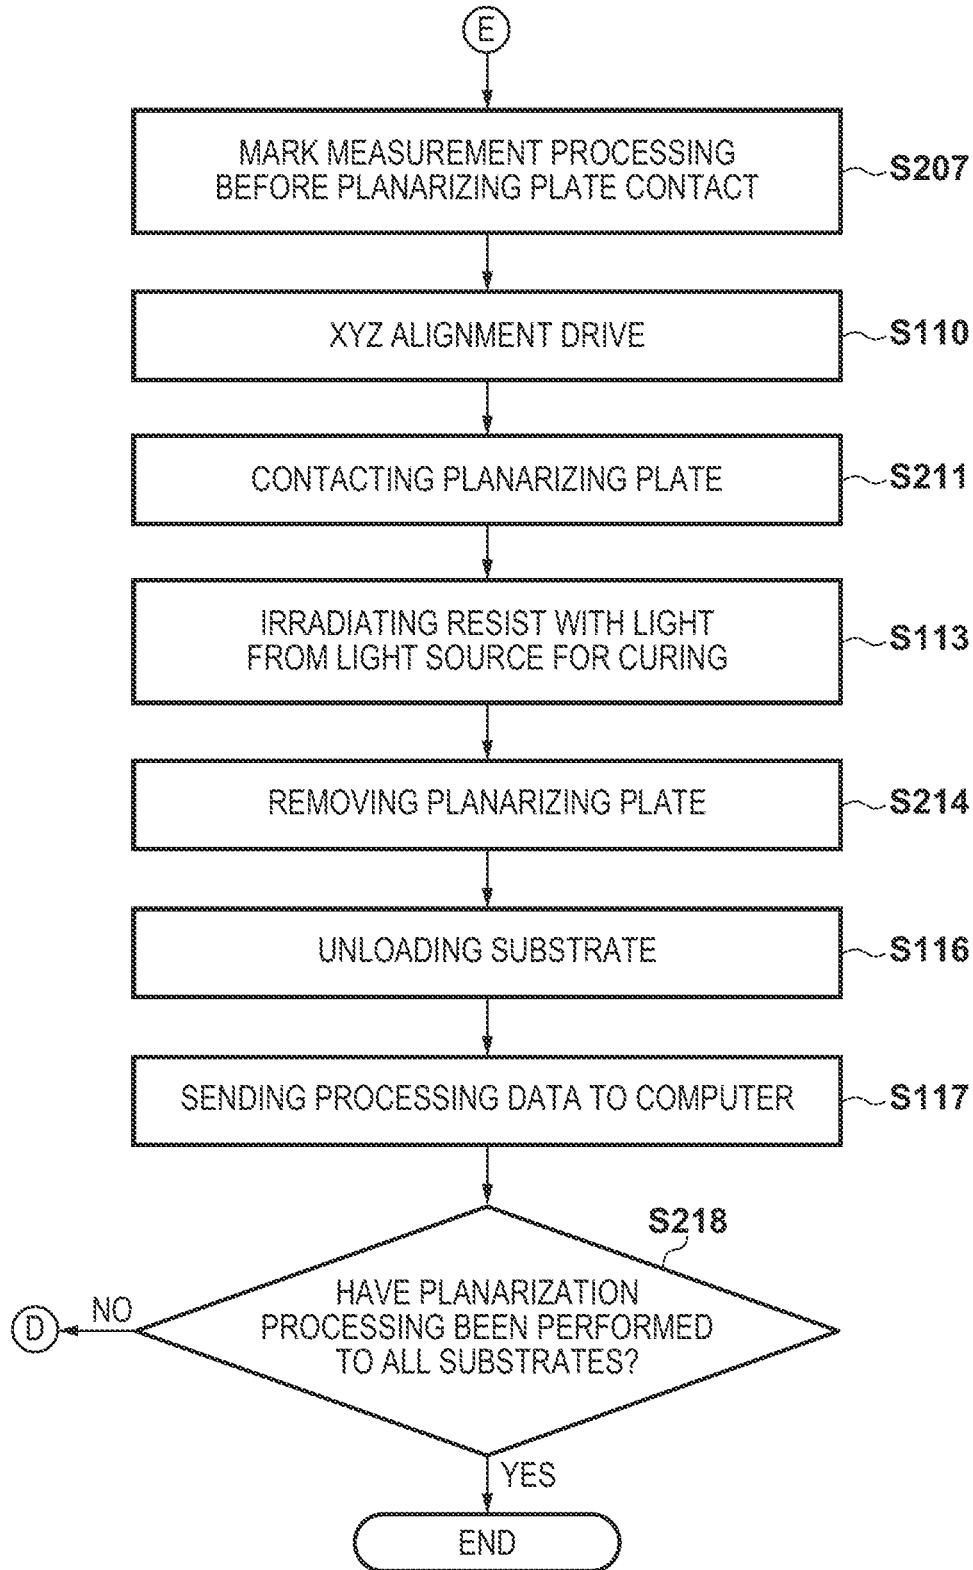 E
MARK MEASUREMENT PROCESSING
BEFORE PLANARIZING PLATE CONTACT
S207
XYZ ALIGNMENT DRIVE
S110
CONTACTING PLANARIZING PLATE
S211
IRRADIATING RESIST WITH LIGHT
FROM LIGHT SOURCE FOR CURING
S113
REMOVING PLANARIZING PLATE
S214
UNLOADING SUBSTRATE
S116
SENDING PROCESSING DATA TO COMPUTER
S117
S218
HAVE PLANARIZATION
PROCESSING BEEN PERFORMED
TO ALL SUBSTRATES?
NO
D
YES
END